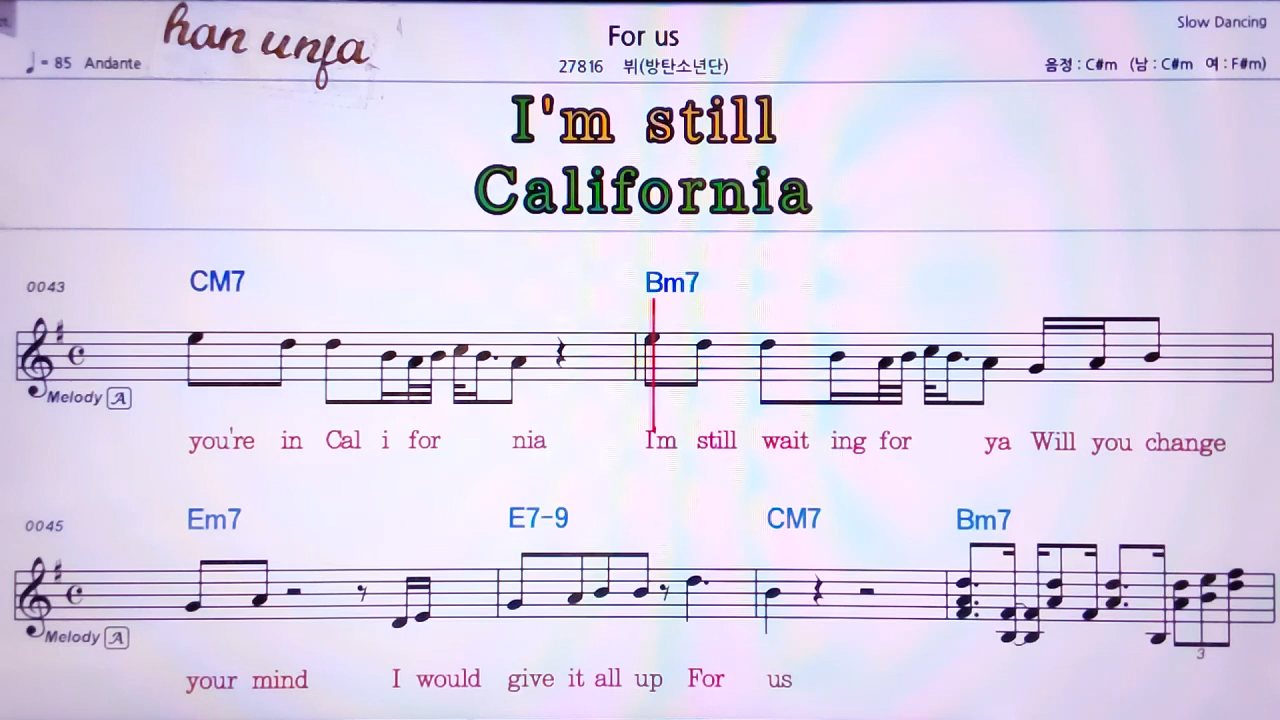 han unja
For us
Slow Dancing
♩= 85 Andante
27816 뷔(방탄소년단)
음정 : C#m (남 : C#m 여 : F#m)
I'm still
California
0043
CM7 Bm7
Melody A
you're in Cal i for nia I'm still wait ing for ya Will you change
0045
Em7 E7-9 CM7 Bm7
Melody A
3
your mind I would give it all up For us